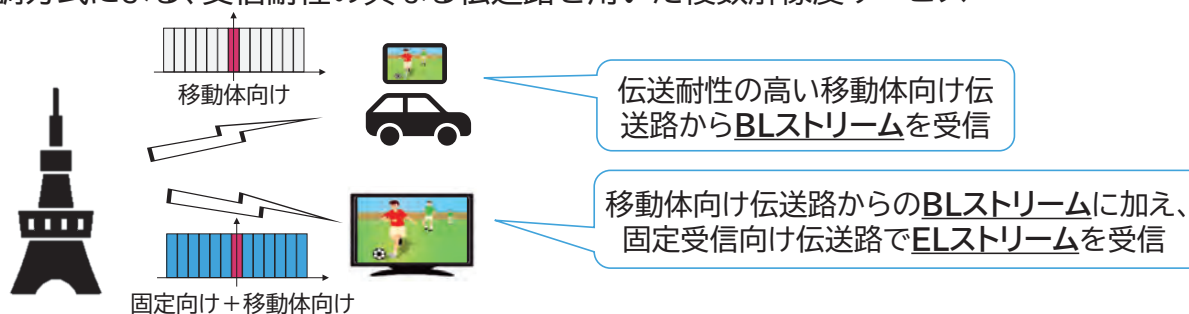 移動体向け
伝送耐性の高い移動体向け伝
送路からBLストリームを受信
移動体向け伝送路からのBLストリームに加え、
固定受信向け伝送路でELストリームを受信
固定向け＋移動体向け